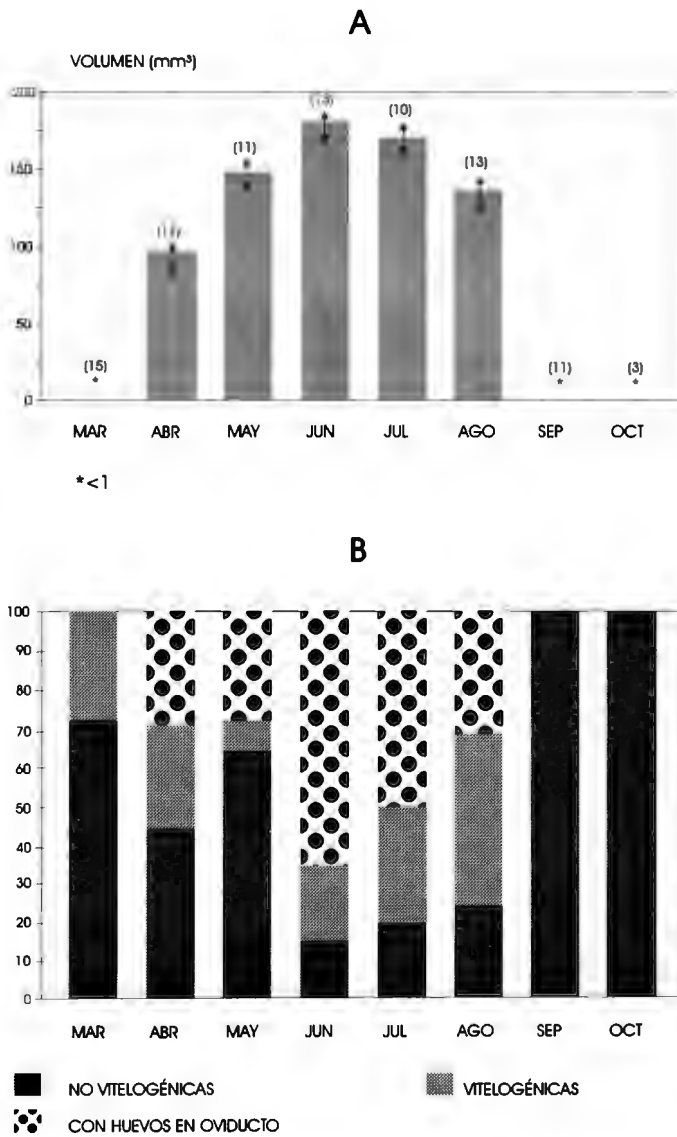 A
VOLUMEN (mm³)
200
150
100
50
0
(15)
(11)
(10)
(13)
(11)
(3)
* * *
MAR ABR MAY JUN JUL AGO SEP OCT
*<1
B
100
90
80
70
60
50
40
30
20
10
0
MAR ABR MAY JUN JUL AGO SEP OCT
NO VITELOGÉNICAS VITELOGÉNICAS
CON HUEVOS EN OVIDUCTO